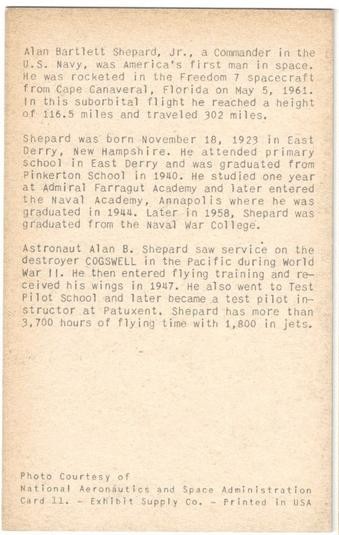 Alan Bartlett Shepard, Jr., a Commander in the
U.S. Navy, was America's first man in space.
He was rocketed in the Freedom 7 spacecraft
from Cape Canaveral, Florida on May 5, 1961.
In this suborbital flight he reached a height
of 116.5 miles and traveled 302 miles.
Shepard was born November 18, 1923 in East
Derry, New Hampshire. He attended primary
school in East Derry and was graduated from
Pinkerton School in 1940. He studied one year
at Admiral Farragut Academy and later entered
the Naval Academy, Annapolis where he was
graduated in 1944. Later in 1958, Shepard was
graduated from the Naval War College.
Astronaut Alan B. Shepard saw service on the
destroyer COGSWELL in the Pacific during World
War II. He then entered flying training and re-
ceived his wings in 1947. He also went to Test
Pilot School and later became a test pilot in-
structor at Patuxent. Shepard has more than
3,700 hours of flying time with 1,800 in jets.
Photo Courtesy of
National Aeronautics and Space Administration
Card 11. - Exhibit Supply Co. - Printed in USA